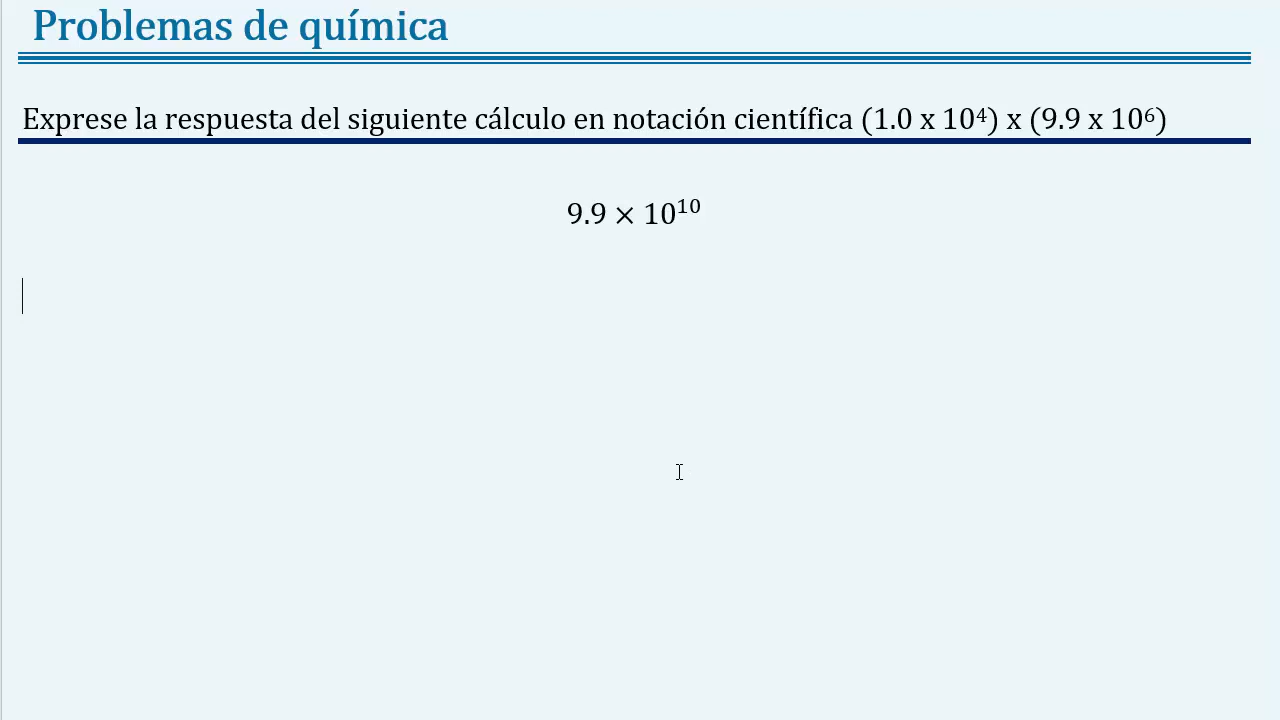 Problemas de química
Exprese la respuesta del siguiente cálculo en notación científica (1.0 x 10⁴) x (9.9 x 10⁶)
9.9 × 10¹⁰